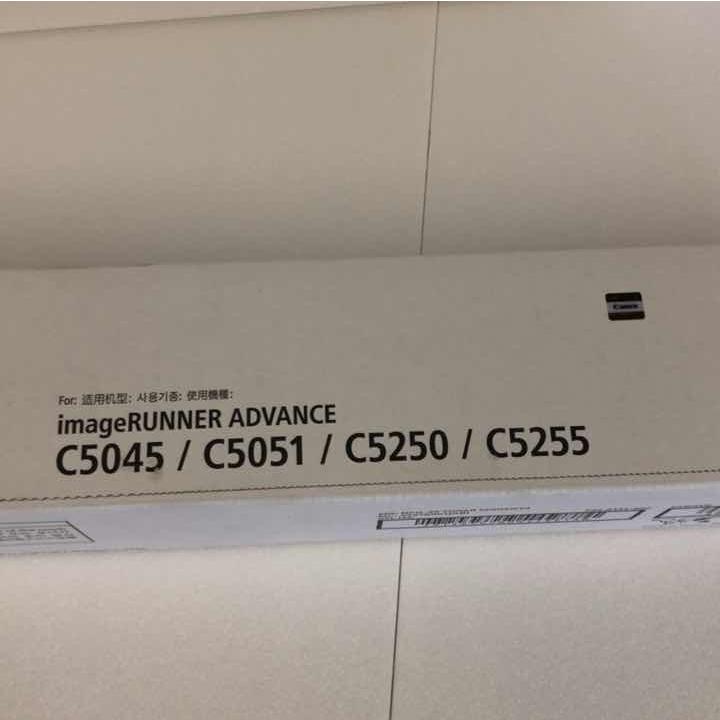 Canon
For: 适用机型: 사용기종: 使用機種:
imageRUNNER ADVANCE
C5045 / C5051 / C5250 / C5255